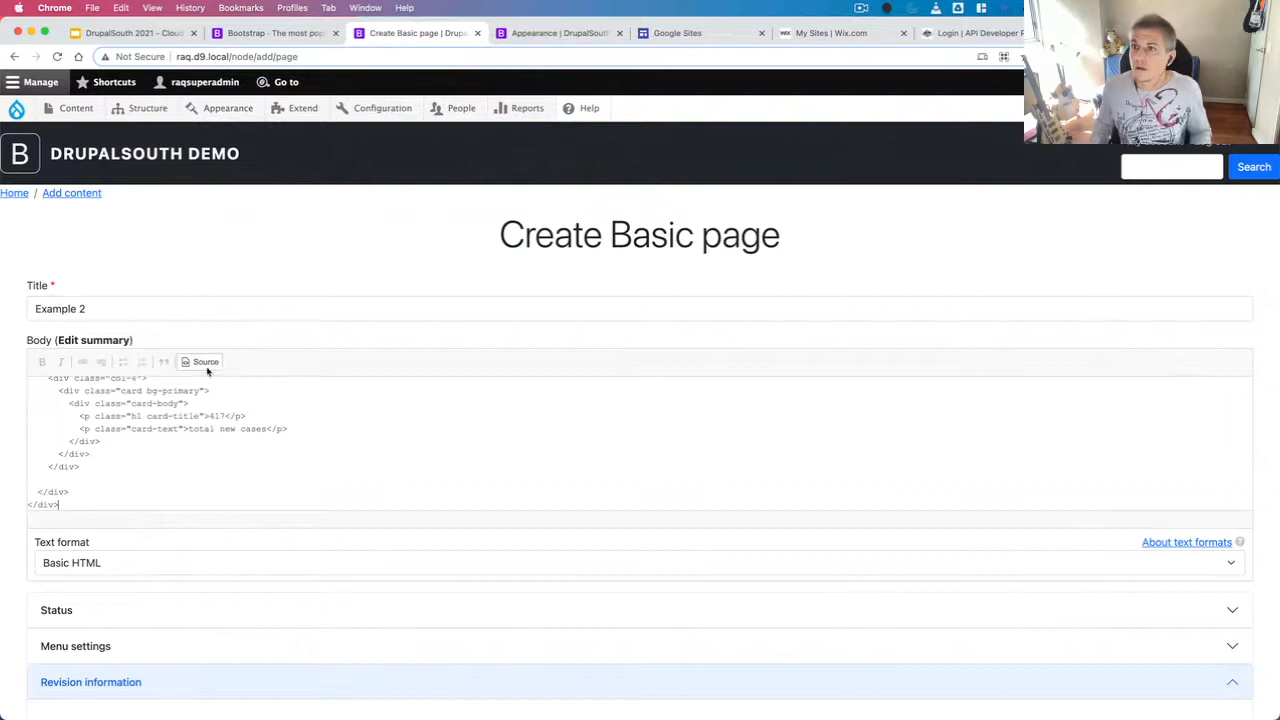 Chrome File Edit View History Bookmarks Profiles Tab Window Help
DrupalSouth 2021 - Cloud
Bootstrap · The most pop
Create Basic page | Drupa
Appearance | DrupalSouth
Google Sites
My Sites | Wix.com
Login | API Developer P
Not Secure raq.d9.local/node/add/page
Manage Shortcuts raqsuperadmin Go to
Content Structure Appearance Extend Configuration People Reports Help
B DRUPALSOUTH DEMO
Search
Home / Add content
Create Basic page
Title *
Example 2
Body (Edit summary)
B I Source
<div class="col-4">
<div class="card bg-primary">
<div class="card-body">
<p class="h1 card-title">417</p>
<p class="card-text">total new cases</p>
</div>
</div>
</div>
</div>
</div>
Text format
About text formats ?
Basic HTML
Status
Menu settings
Revision information